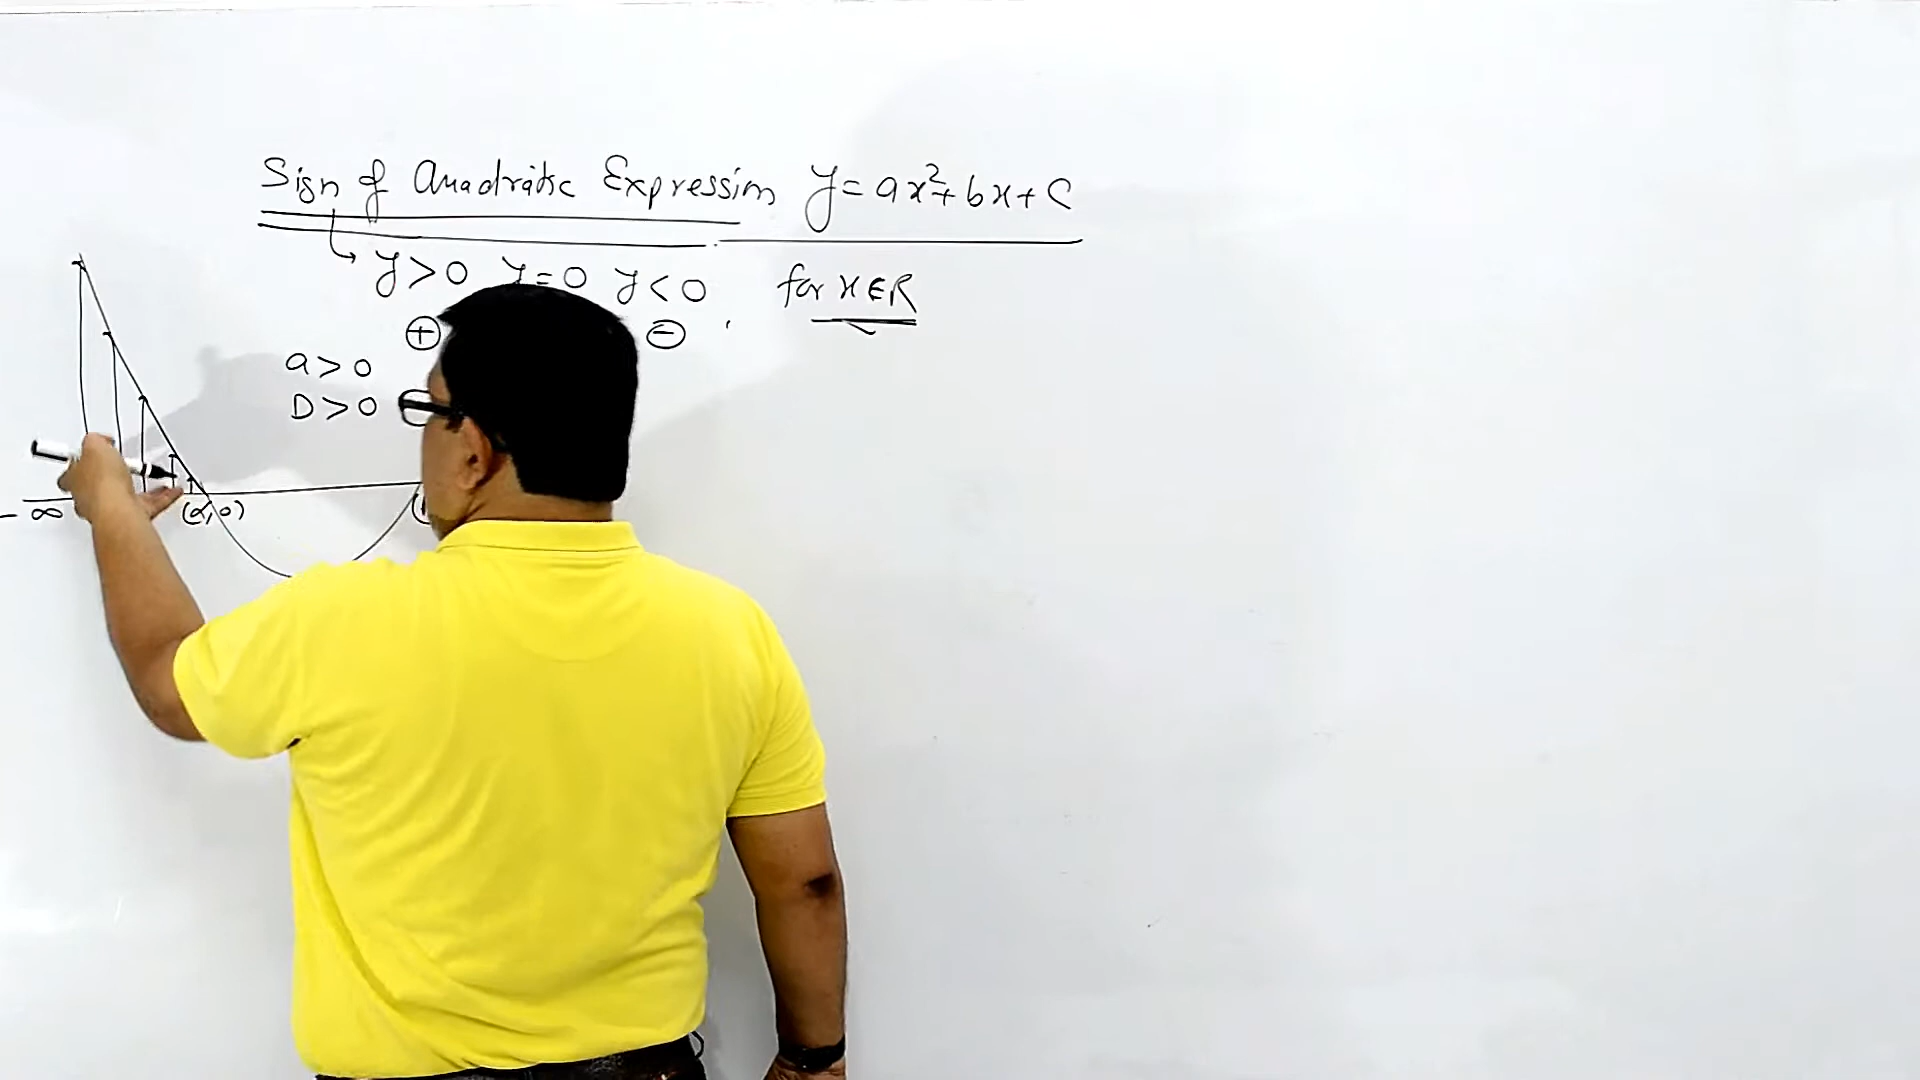 Sign of Quadratic Expression y = ax²+bx+c
y>0 y=0 y<0 for x∈R
⊕ ⊖
a>0
D>0
-∞ (α,0) (